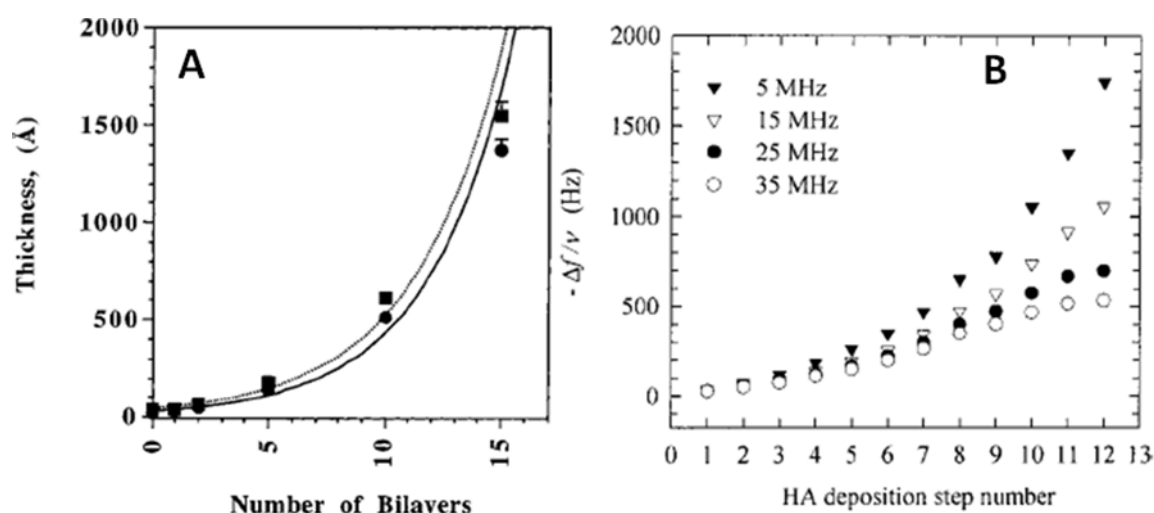 A
2000
1500
1000
500
0
Thickness, (Å)
0
5
10
15
Number of Bilayers
B
2000
1500
1000
500
0
- Δf/ν (Hz)
5 MHz
15 MHz
25 MHz
35 MHz
0 1 2 3 4 5 6 7 8 9 10 11 12 13
HA deposition step number